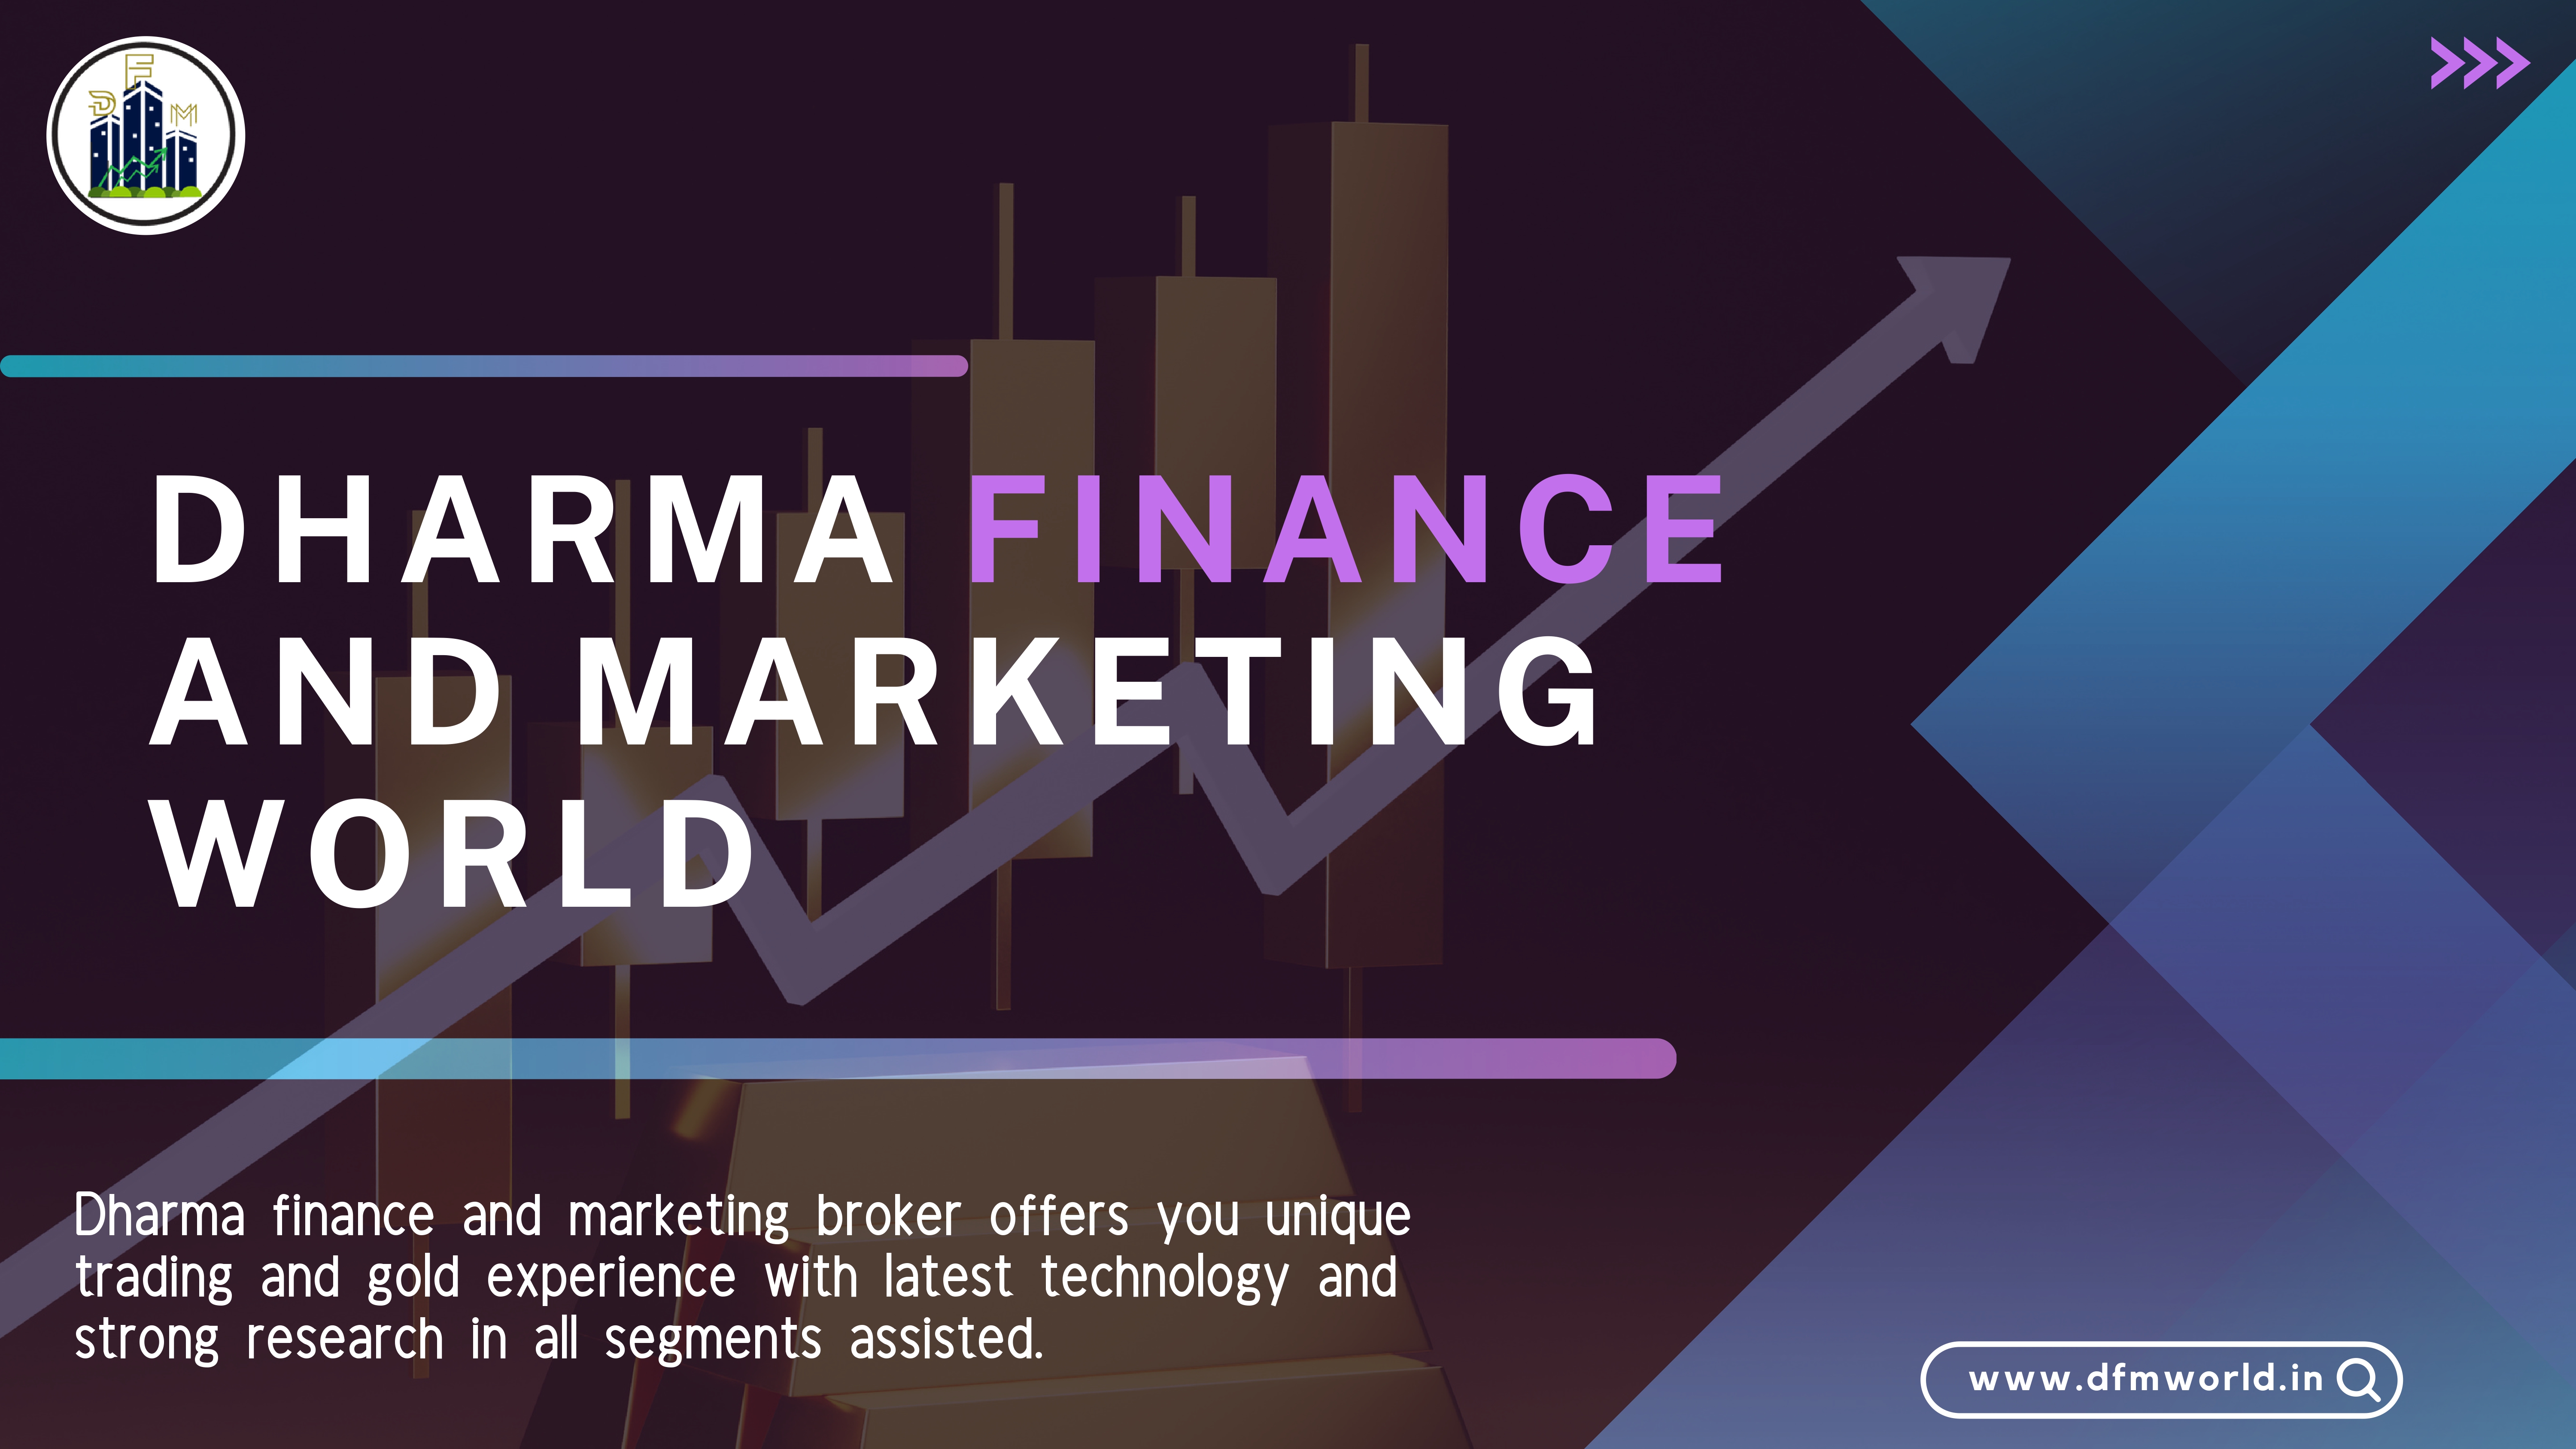 F
D M
DHARMA FINANCE
AND MARKETING
WORLD
Dharma finance and marketing broker offers you unique
trading and gold experience with latest technology and
strong research in all segments assisted.
www.dfmworld.in